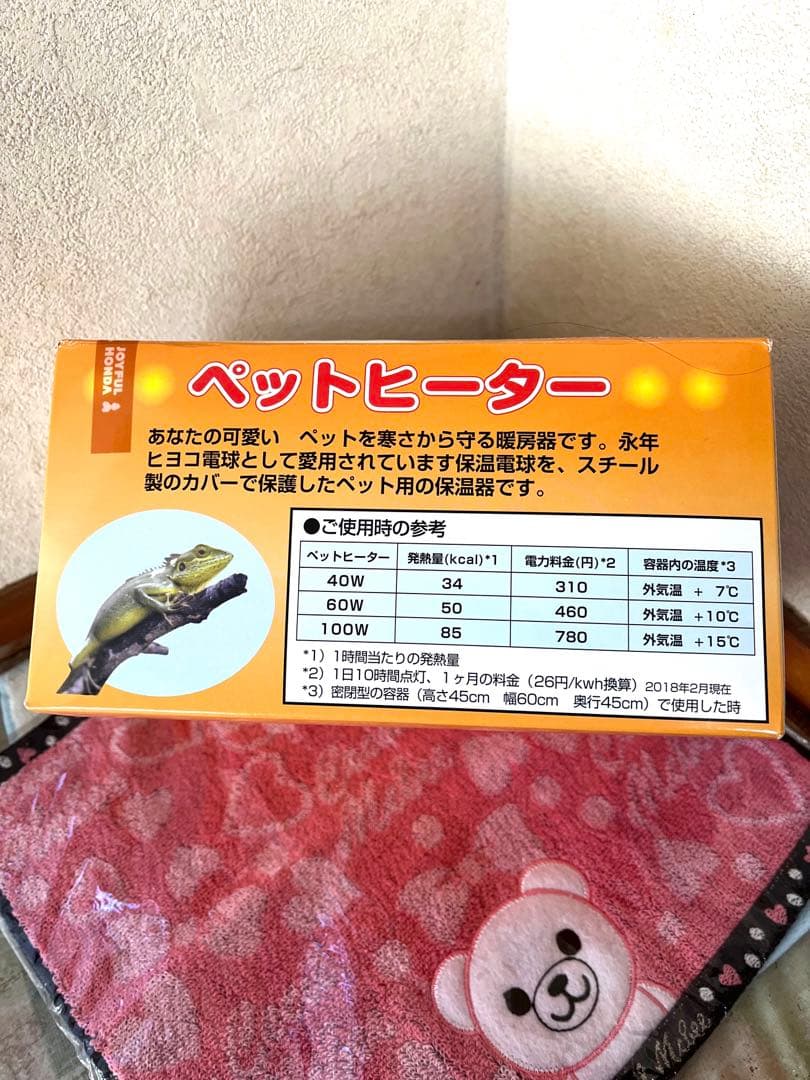 JOYFUL
HONDA
ペットヒーター
あなたの可愛い　ペットを寒さから守る暖房器です。永年
ヒヨコ電球として愛用されています保温電球を、スチール
製のカバーで保護したペット用の保温器です。
●ご使用時の参考
ペットヒーター 発熱量(kcal)*1 電力料金(円)*2 容器内の温度*3
40W 34 310 外気温 + 7℃
60W 50 460 外気温 +10℃
100W 85 780 外気温 +15℃
*1）1時間当たりの発熱量
*2）1日10時間点灯、1ヶ月の料金（26円/kwh換算）2018年2月現在
*3）密閉型の容器（高さ45cm　幅60cm　奥行45cm）で使用した時